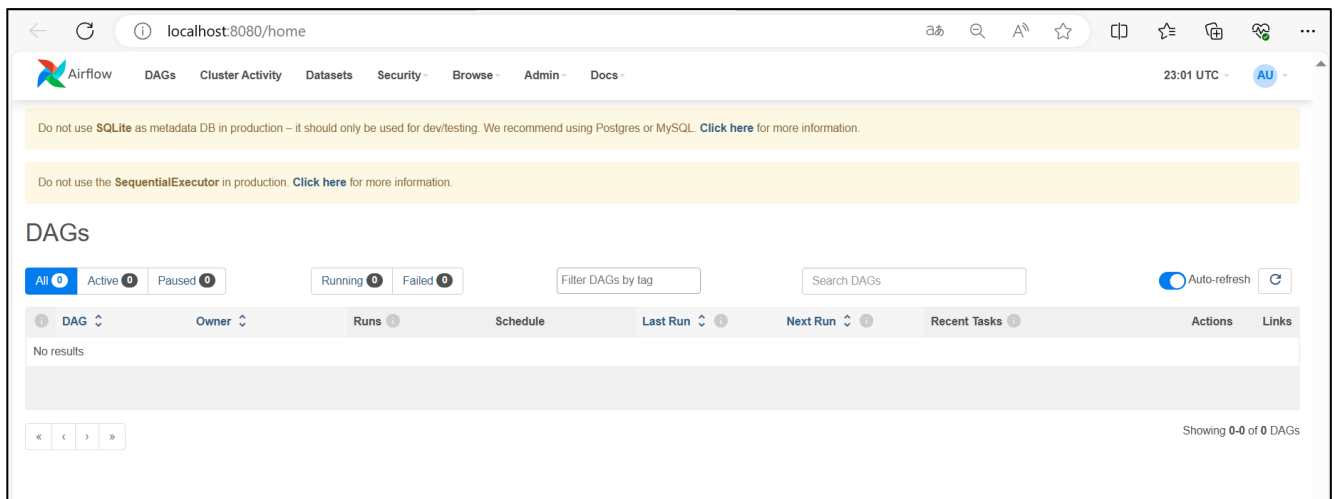 localhost:8080/home
aあ
A
Airflow DAGs Cluster Activity Datasets Security Browse Admin Docs 23:01 UTC AU
Do not use SQLite as metadata DB in production – it should only be used for dev/testing. We recommend using Postgres or MySQL. Click here for more information.
Do not use the SequentialExecutor in production. Click here for more information.
DAGs
All 0 Active 0 Paused 0 Running 0 Failed 0 Filter DAGs by tag Search DAGs Auto-refresh
DAG Owner Runs Schedule Last Run Next Run Recent Tasks Actions Links
No results
« ‹ › »
Showing 0-0 of 0 DAGs